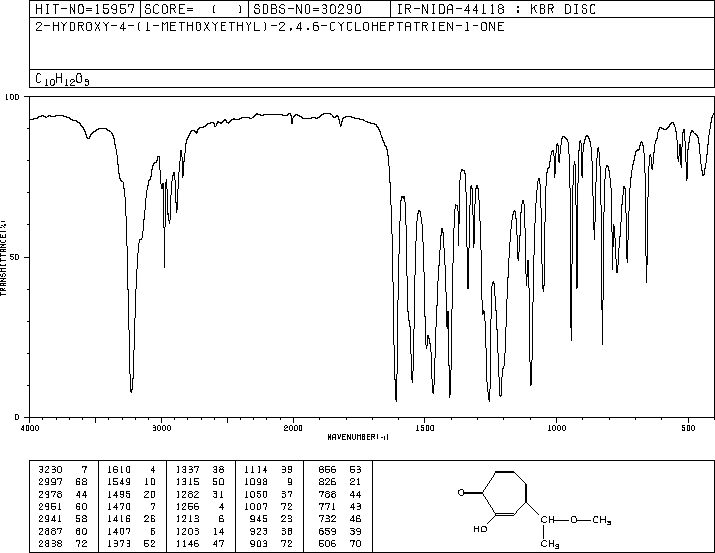 HIT-NO=15957 SCORE= ( ) SDBS-NO=30290 IR-NIDA-44118 : KBR DISC
2-HYDROXY-4-(1-METHOXYETHYL)-2,4,6-CYCLOHEPTATRIEN-1-ONE
C10H12O3
100
50
0
TRANSMITTANCE(%)
4000 3000 2000 1500 1000 500
WAVENUMBER(-1)
3230 7 1610 4 1337 38 1114 39 856 53
2997 68 1549 10 1315 50 1098 9 826 21
2978 44 1495 20 1282 31 1050 37 788 44
2951 60 1470 7 1256 4 1007 72 771 43
2941 58 1416 26 1213 6 945 23 732 46
2887 60 1407 6 1203 14 923 38 659 39
2838 72 1373 52 1146 47 903 72 506 70
O
HO
CH—O—CH3
CH3